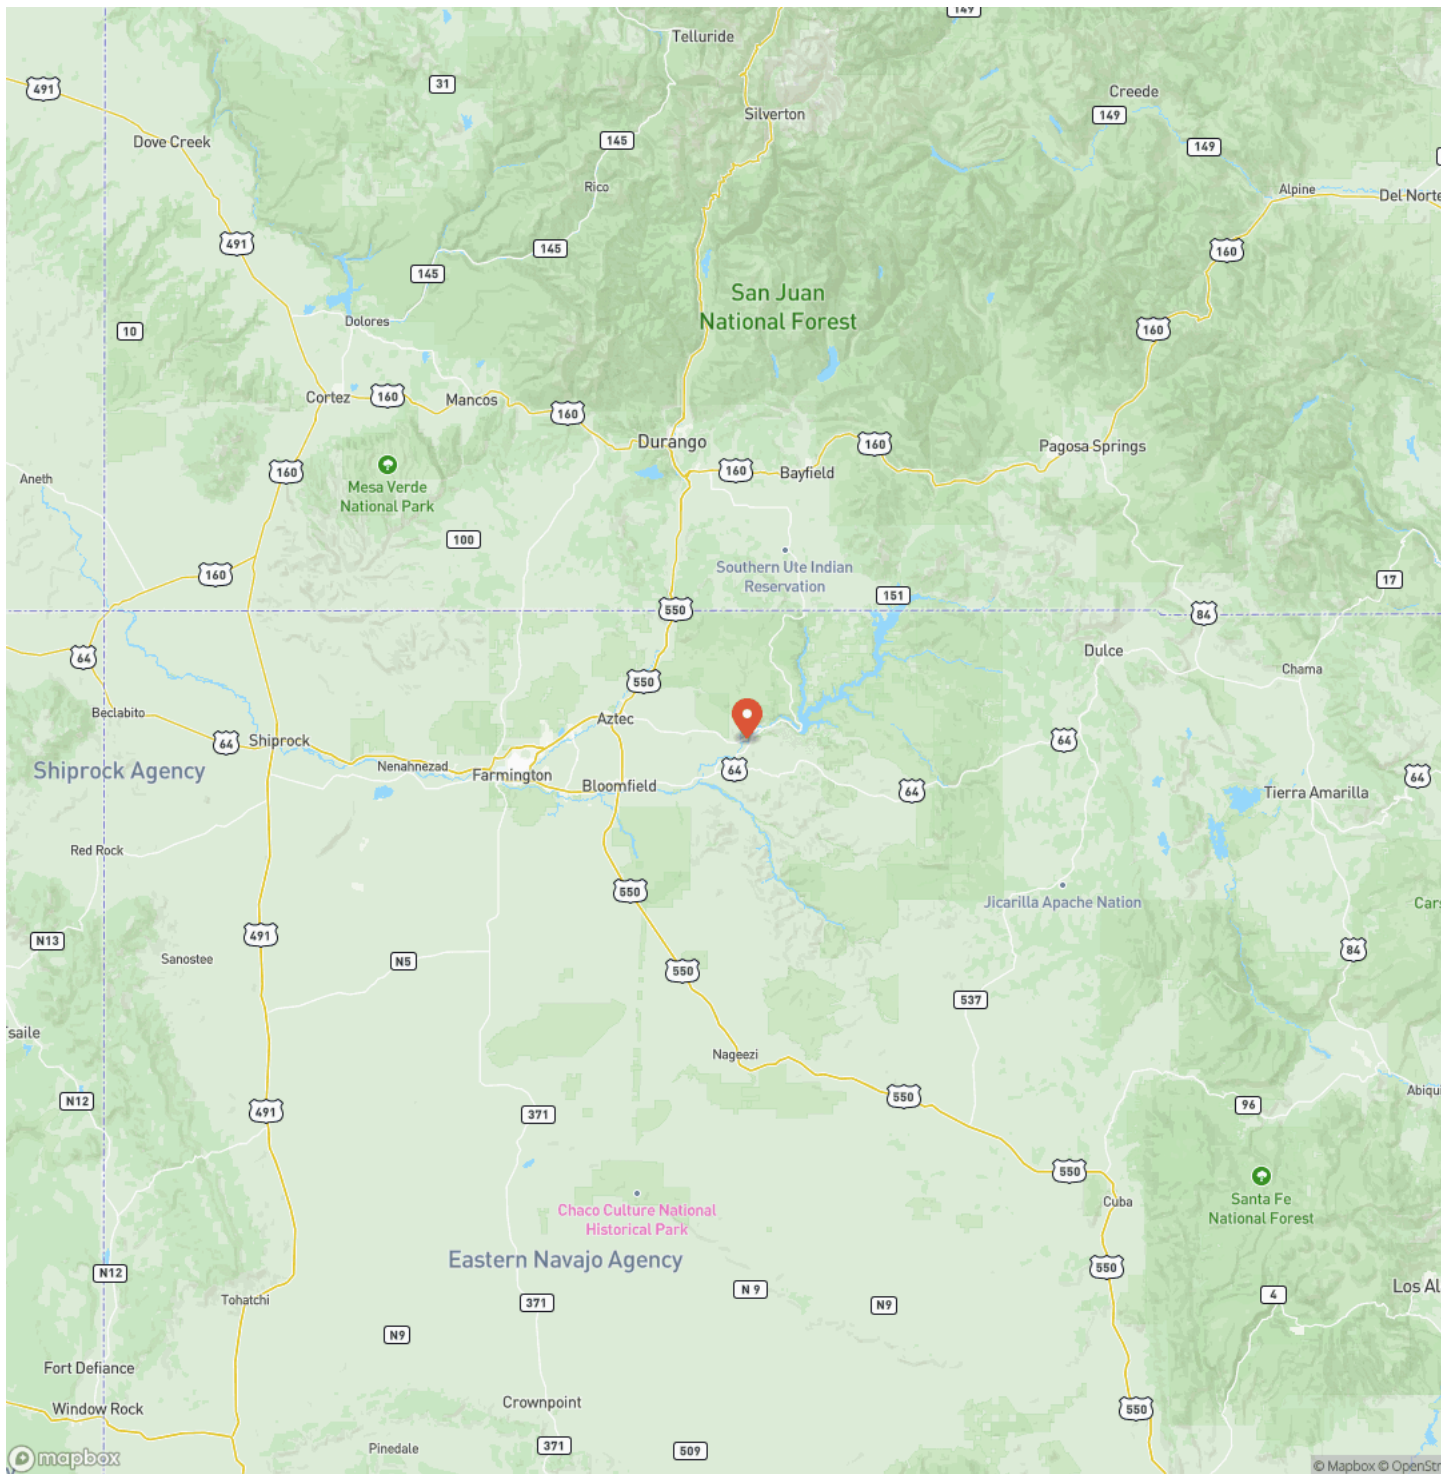 149
Telluride
491
31
Creede
Silverton
149
Dove Creek
145
149
Rico
Alpine
Del Norte
491
145
160
145
San Juan
National Forest
Dolores
10
160
Cortez
160
Mancos
160
Durango
160
Pagosa Springs
160
160
Bayfield
Aneth
Mesa Verde
National Park
100
Southern Ute Indian
Reservation
160
17
151
550
84
64
Dulce
Chama
550
Beclabito
Aztec
64
Shiprock
64
Shiprock Agency
Nenahnezad
Farmington
64
64
Bloomfield
64
Tierra Amarilla
Red Rock
550
Jicarilla Apache Nation
Cars
N13
491
84
Sanostee
N5
550
537
Tsaile
Nageezi
N12
491
371
550
96
Abiqu
550
Cuba
Santa Fe
National Forest
Chaco Culture National
Historical Park
Eastern Navajo Agency
N12
550
N 9
Los Al
Tohatchi
371
N9
4
N9
Fort Defiance
Crownpoint
Window Rock
550
Pinedale
371
509
mapbox
© Mapbox © OpenStr